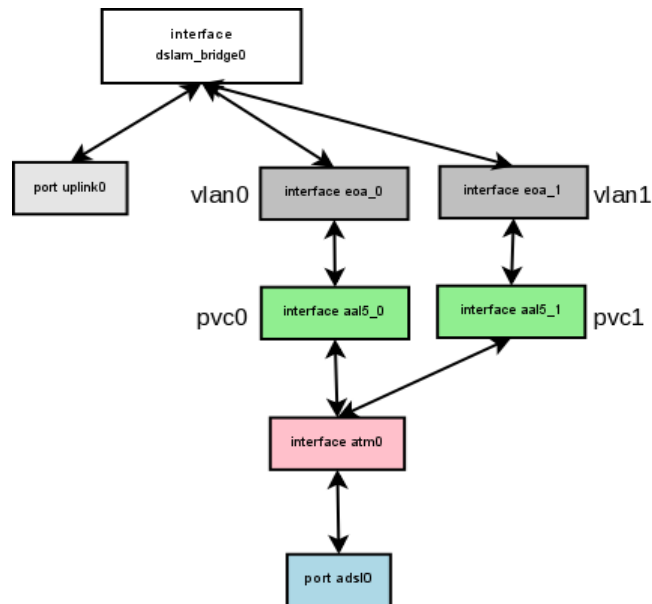 interface
dslam_bridge0
port uplink0
vlan0
interface eoa_0
interface eoa_1
vlan1
pvc0
interface aal5_0
interface aal5_1
pvc1
interface atm0
port adsl0